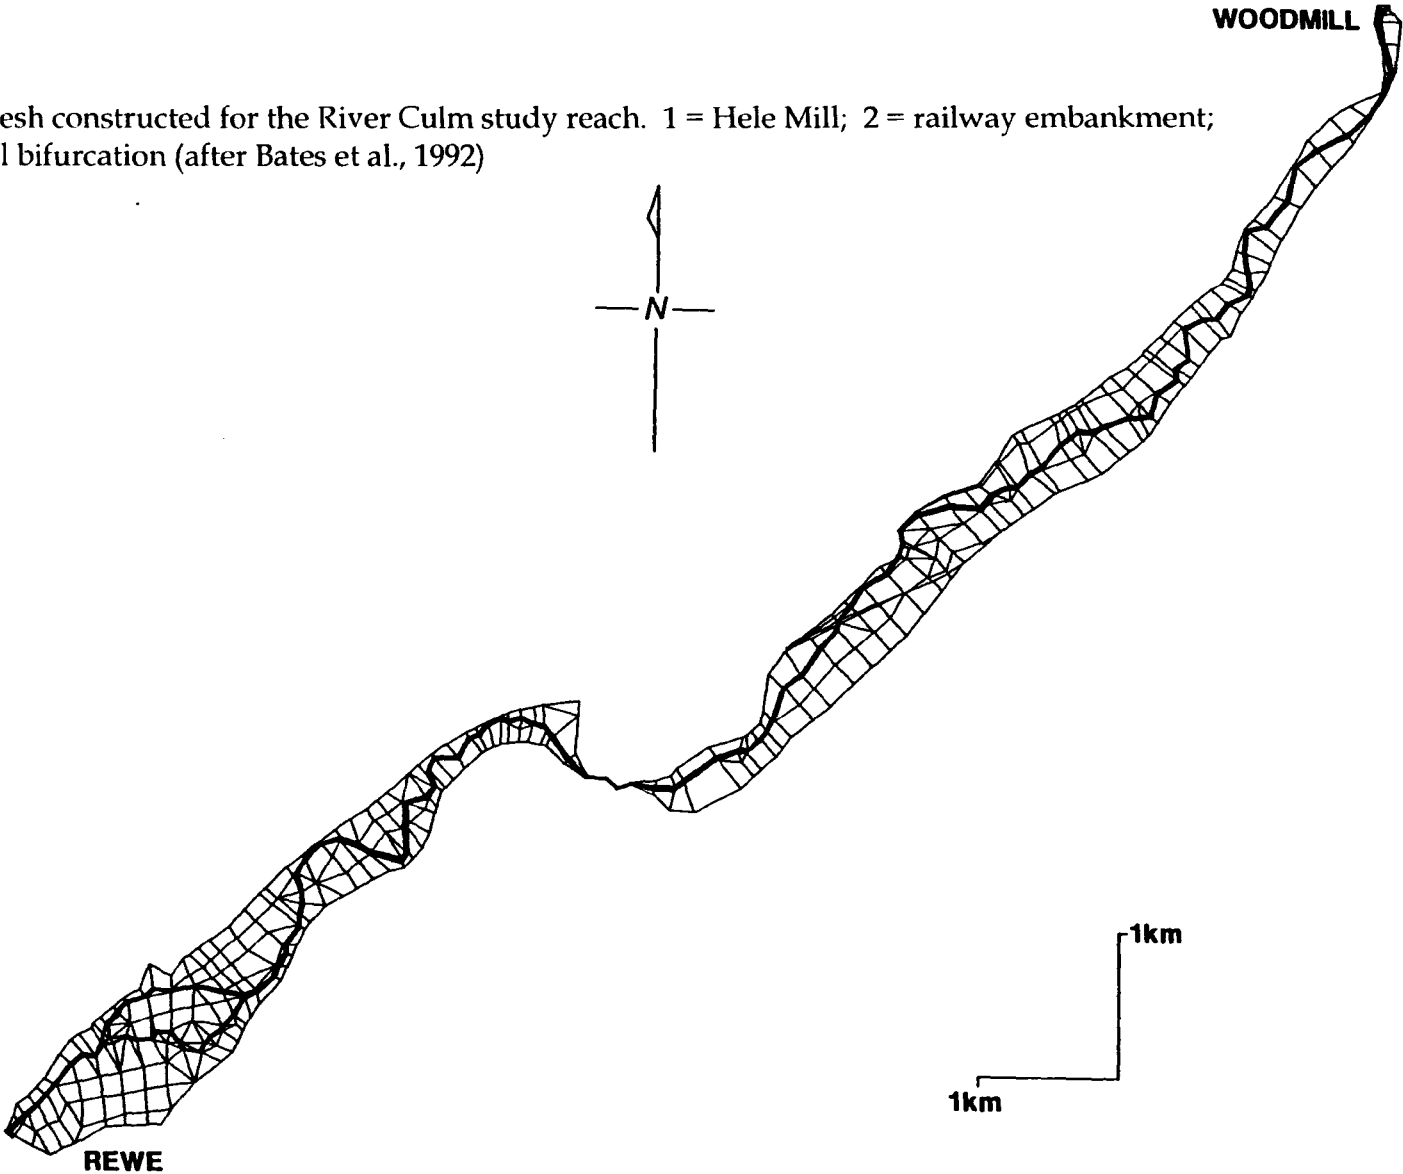 WOODMILL
esh constructed for the River Culm study reach. 1 = Hele Mill; 2 = railway embankment;
l bifurcation (after Bates et al., 1992)
N
1km
1km
REWE